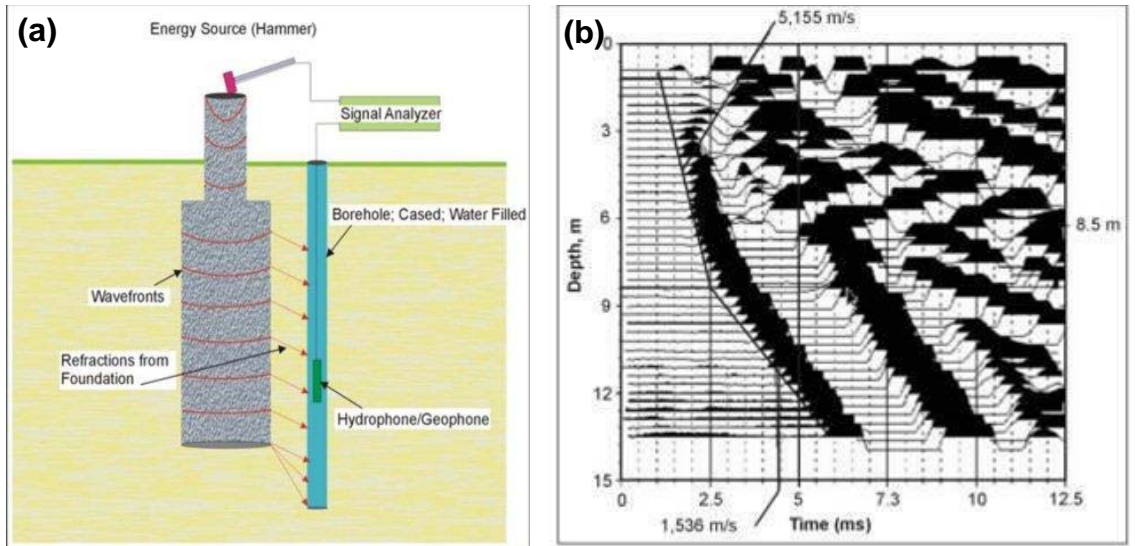 (a)
Energy Source (Hammer)
Signal Analyzer
Borehole; Cased; Water Filled
Wavefronts
Refractions from
Foundation
Hydrophone/Geophone
(b)
5,155 m/s
0
3
6
9
12
15
Depth, m
8.5 m
0
2.5
5
7.3
10
12.5
1,536 m/s
Time (ms)